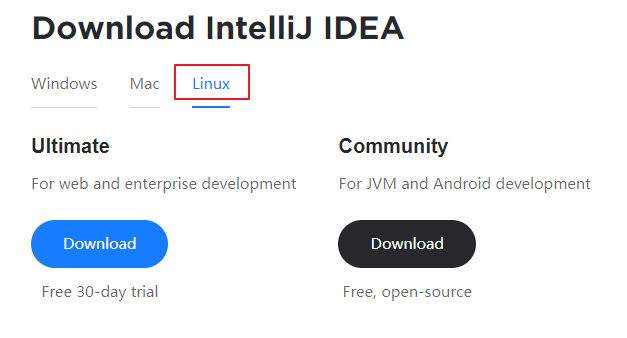 Download IntelliJ IDEA
Windows Mac Linux
Ultimate Community
For web and enterprise development For JVM and Android development
Download Download
Free 30-day trial Free, open-source